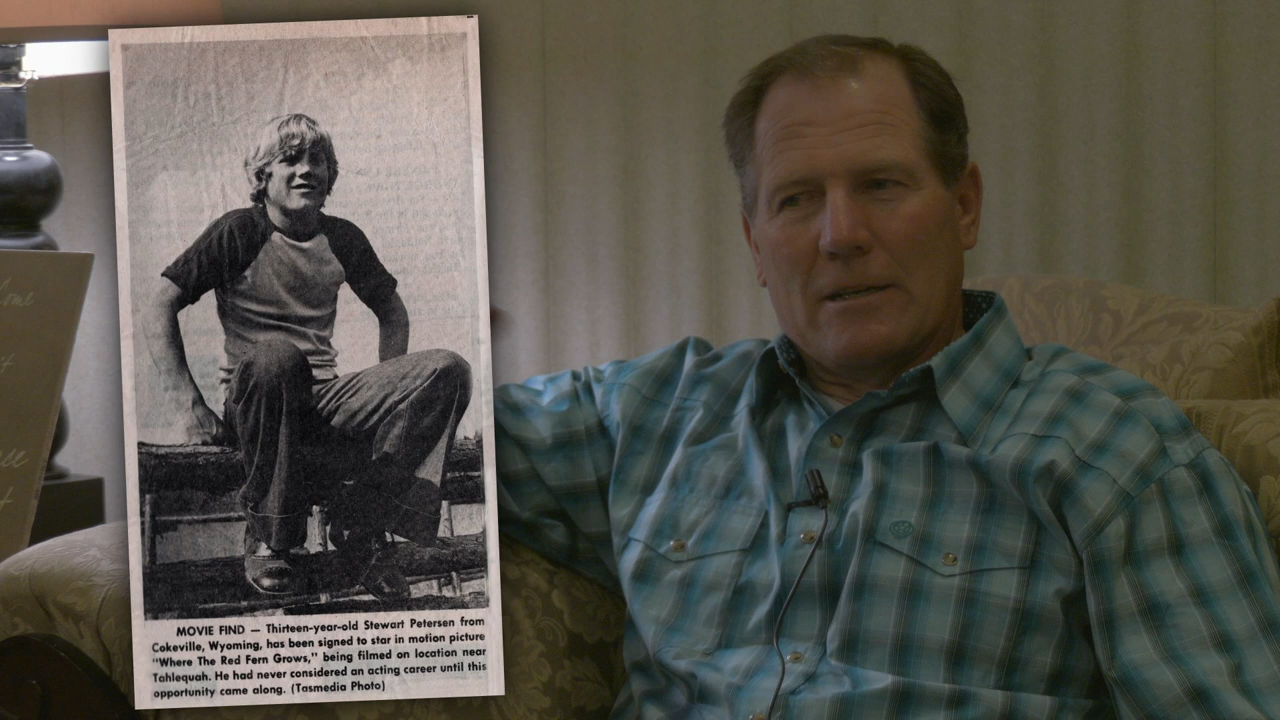 MOVIE FIND — Thirteen-year-old Stewart Petersen from
Cokeville, Wyoming, has been signed to star in motion picture
"Where The Red Fern Grows," being filmed on location near
Tahlequah. He had never considered an acting career until this
opportunity came along. (Tasmedia Photo)